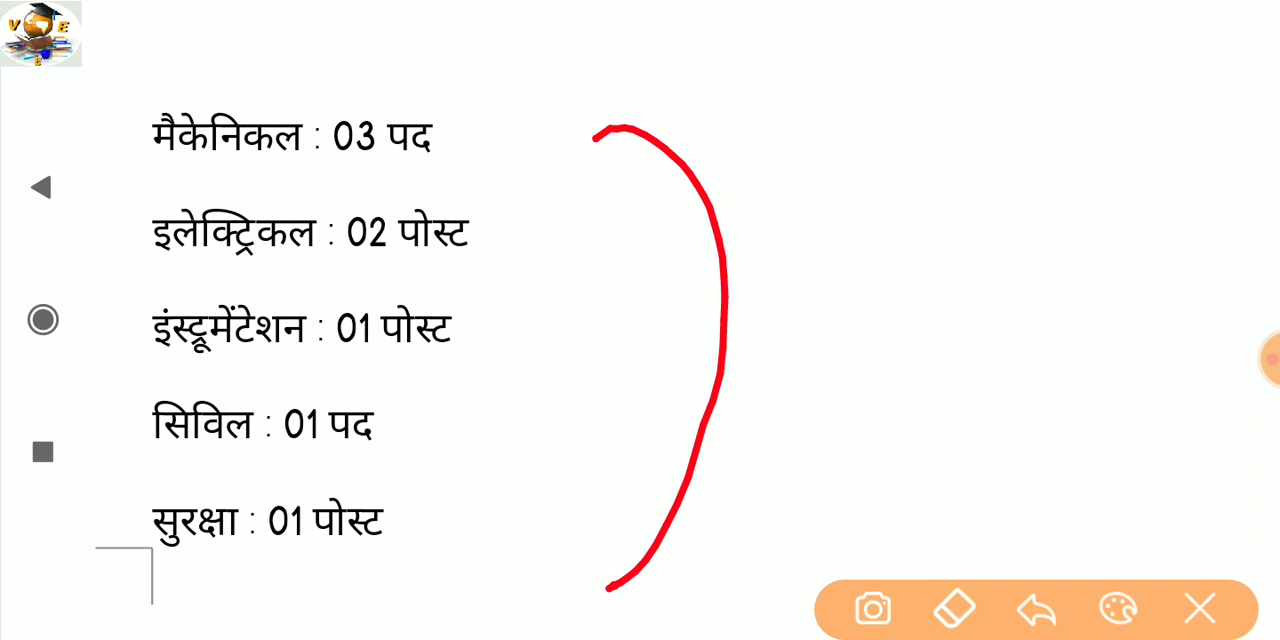 V E E
मैकेनिकल : 03 पद
इलेक्ट्रिकल : 02 पोस्ट
इंस्ट्रूमेंटेशन : 01 पोस्ट
सिविल : 01 पद
सुरक्षा : 01 पोस्ट